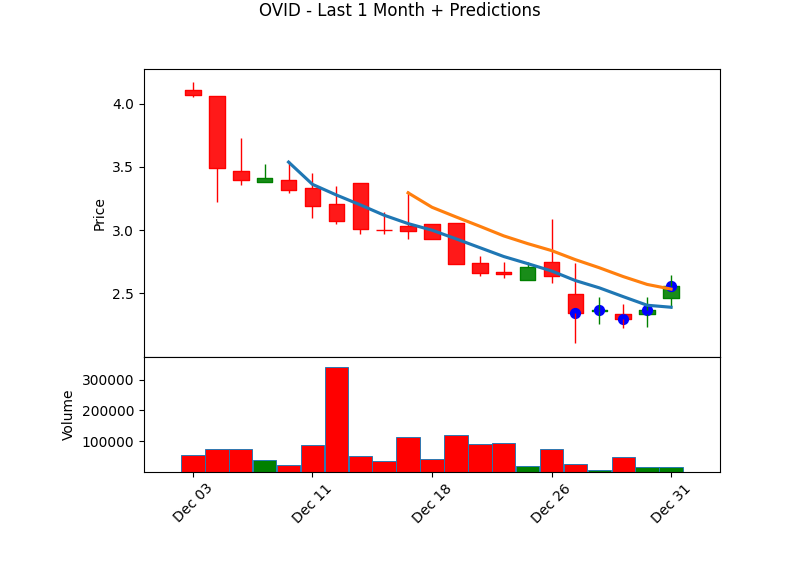 OVID - Last 1 Month + Predictions
4.0
3.5
3.0
2.5
Price
300000
200000
100000
Volume
Dec 03
Dec 11
Dec 18
Dec 26
Dec 31